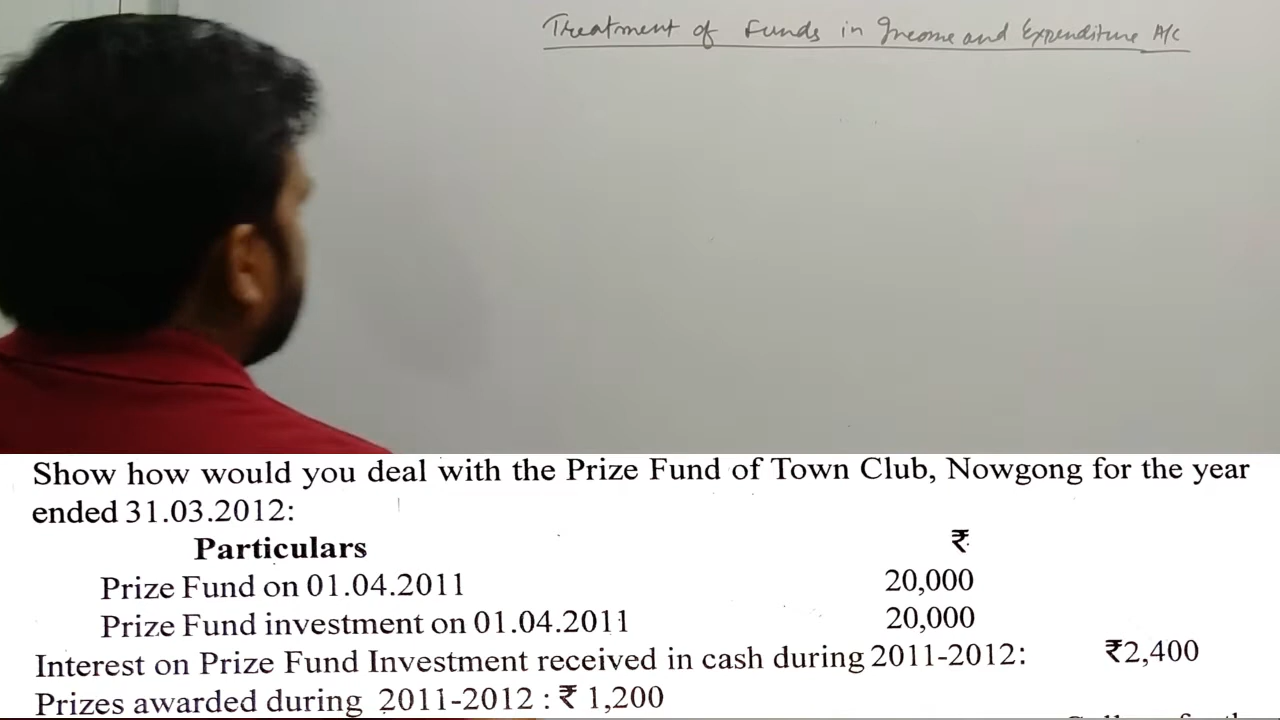 Treatment of Funds in Income and Expenditure A/C
Show how would you deal with the Prize Fund of Town Club, Nowgong for the year
ended 31.03.2012:
Particulars ₹
Prize Fund on 01.04.2011 20,000
Prize Fund investment on 01.04.2011 20,000
Interest on Prize Fund Investment received in cash during 2011-2012: ₹2,400
Prizes awarded during 2011-2012 : ₹ 1,200